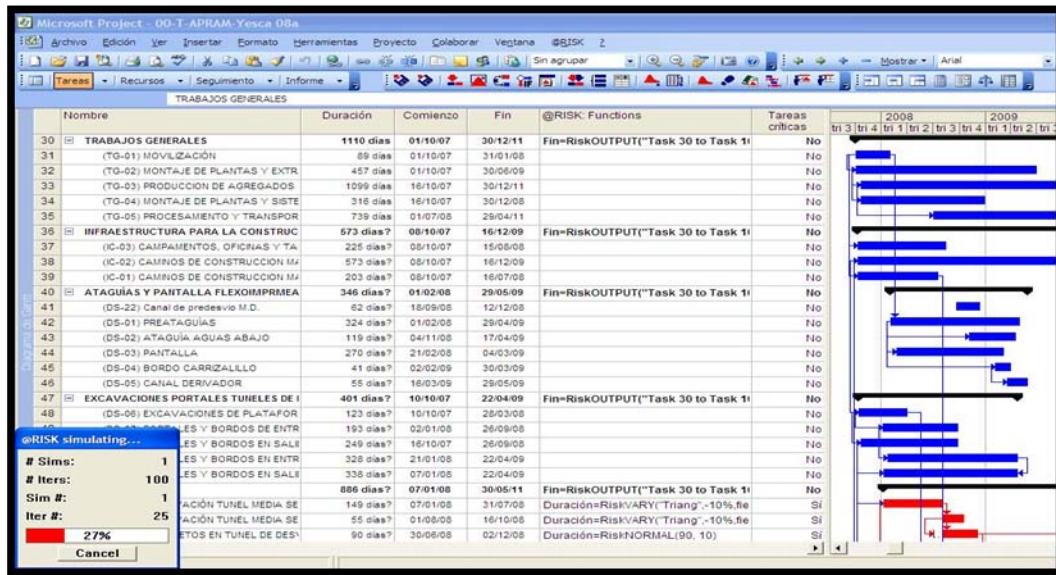 Microsoft Project - 00-T-APRAM-Yesca 08a
Archivo Edición Ver Insertar Formato Herramientas Proyecto Colaborar Ventana @RISK ?
Sin agrupar Mostrar Arial
Tareas Recursos Seguimiento Informe
TRABAJOS GENERALES
Nombre Duración Comienzo Fin @RISK: Functions Tareas críticas 2008 2009
tri 3 tri 4 tri 1 tri 2 tri 3 tri 4 tri 1 tri 2 tri
30 TRABAJOS GENERALES 1110 días 01/10/07 30/12/11 Fin=RiskOUTPUT("Task 30 to Task 1 No
31 (TG-01) MOVILIZACIÓN 89 días 01/10/07 31/01/08 No
32 (TG-02) MONTAJE DE PLANTAS Y EXTR 457 días 01/10/07 30/06/09 No
33 (TG-03) PRODUCCION DE AGREGADOS 1099 días 16/10/07 30/12/11 No
34 (TG-04) MONTAJE DE PLANTAS Y SISTE 316 días 16/10/07 30/12/08 No
35 (TG-05) PROCESAMIENTO Y TRANSPOR 739 días 01/07/08 29/04/11 No
36 INFRAESTRUCTURA PARA LA CONSTRUC 573 días? 08/10/07 16/12/09 Fin=RiskOUTPUT("Task 30 to Task 1 No
37 (IC-03) CAMPAMENTOS, OFICINAS Y TA 225 días? 08/10/07 15/08/08 No
38 (IC-02) CAMINOS DE CONSTRUCCION MA 573 días? 08/10/07 16/12/09 No
39 (IC-01) CAMINOS DE CONSTRUCCION MA 203 días? 08/10/07 16/07/08 No
40 ATAGUÍAS Y PANTALLA FLEXOIMPRMEA 346 días? 01/02/08 29/05/09 Fin=RiskOUTPUT("Task 30 to Task 1 No
41 (DS-22) Canal de predesvio M.D. 62 días? 18/09/08 12/12/08 No
42 (DS-01) PREATAGUÍAS 324 días? 01/02/08 29/04/09 No
43 (DS-02) ATAGUÍA AGUAS ABAJO 119 días? 04/11/08 17/04/09 No
44 (DS-03) PANTALLA 270 días? 21/02/08 04/03/09 No
45 (DS-04) BORDO CARRIZALILLO 41 días? 02/02/09 30/03/09 No
46 (DS-05) CANAL DERIVADOR 55 días? 16/03/09 29/05/09 No
47 EXCAVACIONES PORTALES TUNELES DE 401 días? 10/10/07 22/04/09 Fin=RiskOUTPUT("Task 30 to Task 1 No
48 (DS-06) EXCAVACIONES DE PLATAFOR 123 días? 10/10/07 28/03/08 No
LES Y BORDOS DE ENTR 193 días? 02/01/08 26/09/08 No
LES Y BORDOS EN SALI 249 días? 16/10/07 26/09/08 No
LES Y BORDOS EN ENTR 328 días? 21/01/08 22/04/09 No
LES Y BORDOS EN SALI 338 días? 07/01/08 22/04/09 No
886 días? 07/01/08 30/05/11 Fin=RiskOUTPUT("Task 30 to Task 1 No
ACIÓN TUNEL MEDIA SE 149 días? 07/01/08 31/07/08 Duración=RiskVARY("Triang",-10%,fie Sí
ACIÓN TUNEL MEDIA SE 55 días? 01/08/08 16/10/08 Duración=RiskVARY("Triang",-10%,fie Sí
ETOS EN TUNEL DE DES 90 días? 30/06/08 02/12/08 Duración=RiskNORMAL(90, 10) Sí
Diagrama de Gantt
@RISK simulating...
# Sims: 1
# Iters: 100
Sim #: 1
Iter #: 25
27%
Cancel